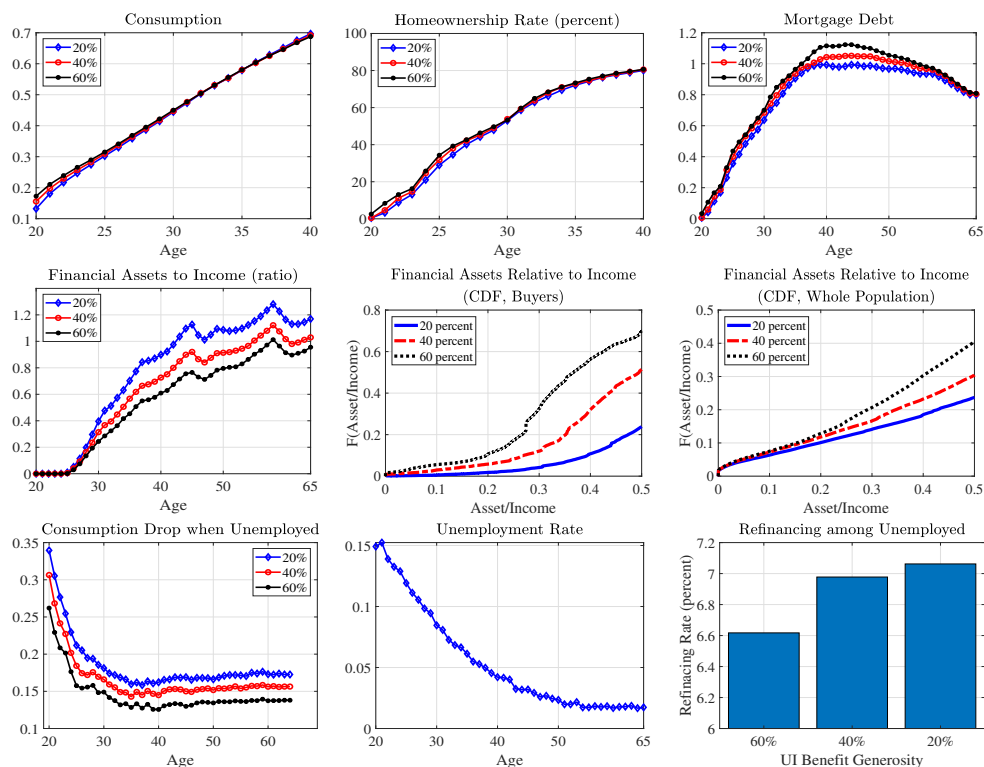 Consumption
0.7
0.6
0.5
0.4
0.3
0.2
0.1
20%
40%
60%
20 25 30 35 40
Age
Homeownership Rate (percent)
100
80
60
40
20
0
20%
40%
60%
20 25 30 35 40
Age
Mortgage Debt
1.2
1
0.8
0.6
0.4
0.2
0
20%
40%
60%
20 30 40 50 65
Age
Financial Assets to Income (ratio)
1.2
1
0.8
0.6
0.4
0.2
0
20%
40%
60%
20 30 40 50 65
Age
Financial Assets Relative to Income
(CDF, Buyers)
F(Asset/Income)
0.8
0.6
0.4
0.2
20 percent
40 percent
60 percent
0 0.1 0.2 0.3 0.4 0.5
Asset/Income
Financial Assets Relative to Income
(CDF, Whole Population)
F(Asset/Income)
0.5
0.4
0.3
0.2
0.1
0
20 percent
40 percent
60 percent
0 0.1 0.2 0.3 0.4 0.5
Asset/Income
Consumption Drop when Unemployed
0.35
0.3
0.25
0.2
0.15
0.1
20%
40%
60%
20 30 40 50 60
Age
Unemployment Rate
0.15
0.1
0.05
0
20 30 40 50 65
Age
Refinancing among Unemployed
Refinacing Rate (percent)
7.2
7
6.8
6.6
6.4
6.2
6
60% 40% 20%
UI Benefit Generosity